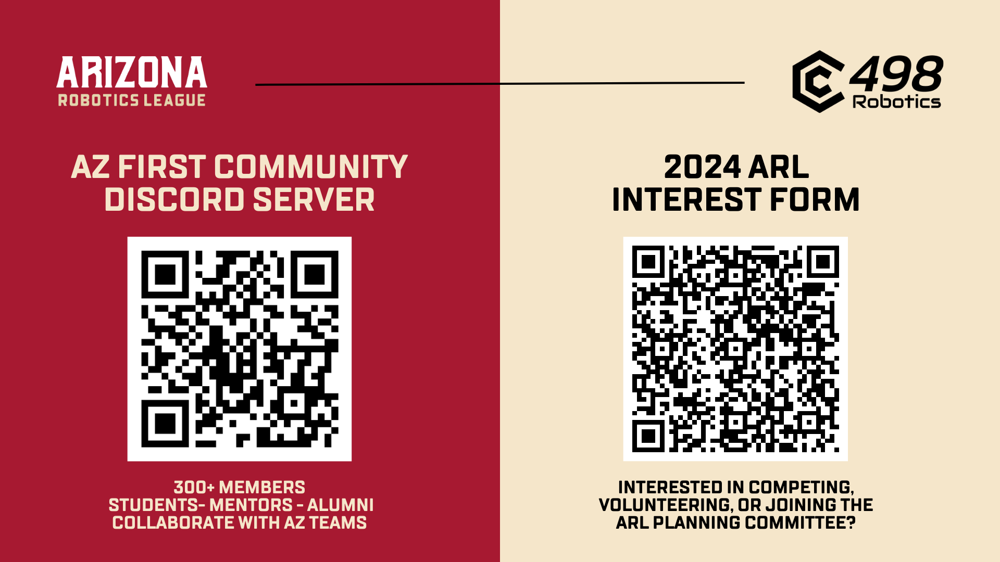 ARIZONA
ROBOTICS LEAGUE
AZ FIRST COMMUNITY
DISCORD SERVER
300+ MEMBERS
STUDENTS- MENTORS - ALUMNI
COLLABORATE WITH AZ TEAMS
498
Robotics
2024 ARL
INTEREST FORM
INTERESTED IN COMPETING,
VOLUNTEERING, OR JOINING THE
ARL PLANNING COMMITTEE?